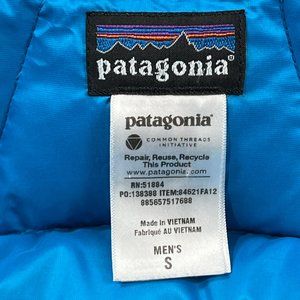 patagonia®
patagonia®
COMMON THREADS
INITIATIVE
Repair, Reuse, Recycle
This Product
www.patagonia.com
RN:51884
PO:138388 ITEM:84621FA12
885657517688
Made in VIETNAM
Fabriqué AU VIETNAM
MEN'S
S